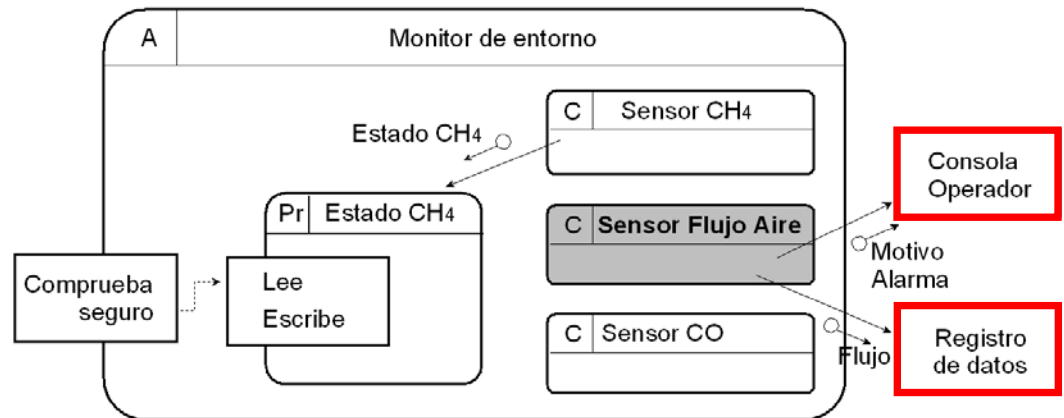 A
Monitor de entorno
C
Sensor CH4
Estado CH4
Consola
Operador
Pr
Estado CH4
C
Sensor Flujo Aire
Motivo
Alarma
Comprueba
seguro
Lee
Escribe
C
Sensor CO
Flujo
Registro
de datos